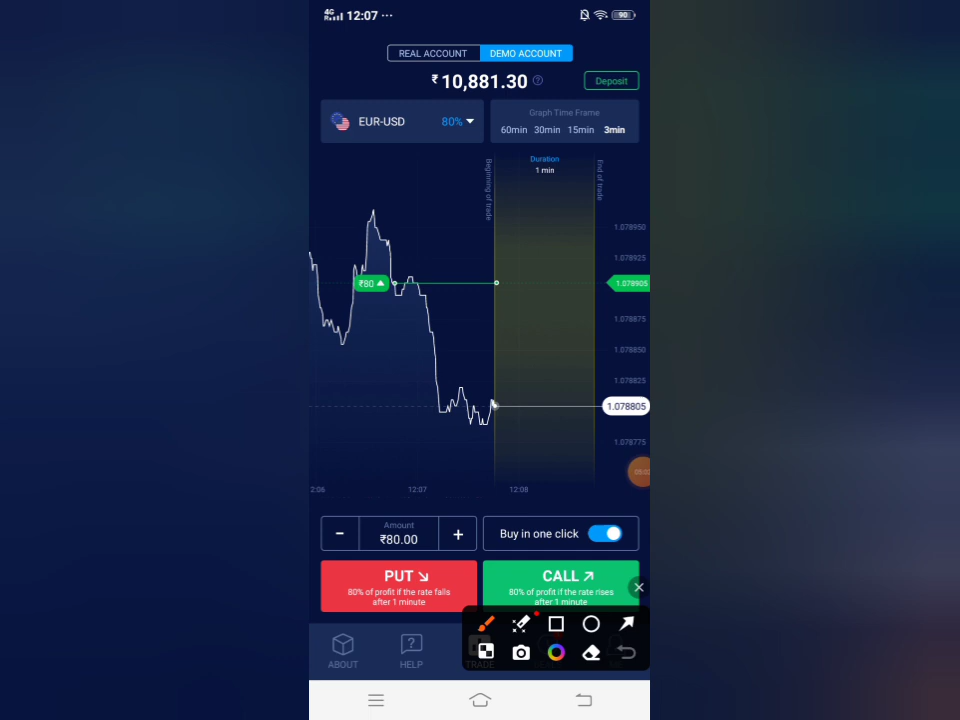 4G
12:07 ...
90
REAL ACCOUNT
DEMO ACCOUNT
₹10,881.30 ?
Deposit
EUR-USD
80%
Graph Time Frame
60min 30min 15min 3min
Duration
1 min
Beginning of trade
End of trade
1.078950
1.078925
₹80
1.078905
1.078875
1.078850
1.078825
1.078805
1.078775
2:06
12:07
12:08
Amount
- ₹80.00 +
Buy in one click
PUT
80% of profit if the rate falls
after 1 minute
CALL
80% of profit if the rate rises
after 1 minute
ABOUT
HELP
TRADE